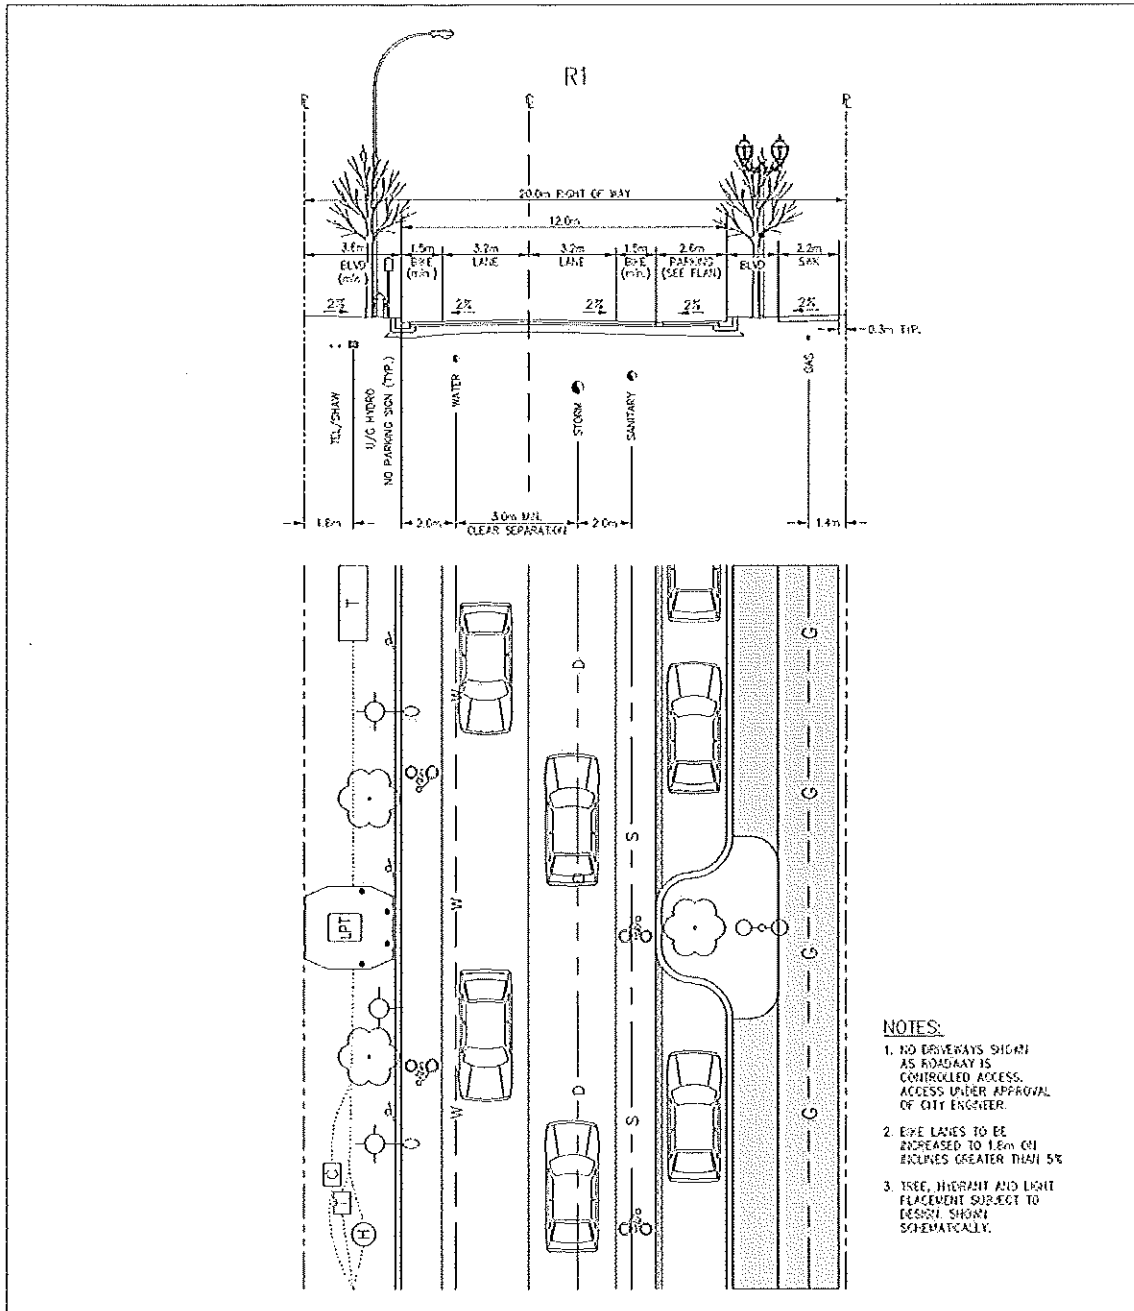 R1
20.0m RIGHT OF WAY
12.0m
3.6m
BLVD
(min.)
1.5m
BIKE
(min.)
3.2m
LANE
3.2m
LANE
1.5m
BIKE
(min.)
2.6m
PARKING
(SEE PLAN)
BLVD
2.2m
SWK
2%
2%
2%
2%
2%
0.3m TYP.
TEL/SHAW
U/G HYDRO
NO PARKING SIGN (TYP.)
WATER
STORM
SANITARY
GAS
1.8m
2.0m
3.0m MIN.
CLEAR SEPARATION
2.0m
1.4m
T
W
D
G
G
S
W
LPT
G
D
W
S
G
C
T
H
NOTES:
1. NO DRIVEWAYS SHOWN
AS ROADWAY IS
CONTROLLED ACCESS.
ACCESS UNDER APPROVAL
OF CITY ENGINEER.
2. BIKE LANES TO BE
INCREASED TO 1.8m ON
INCLINES GREATER THAN 5%
3. TREE, HYDRANT AND LIGHT
PLACEMENT SUBJECT TO
DESIGN. SHOWN
SCHEMATICALLY.